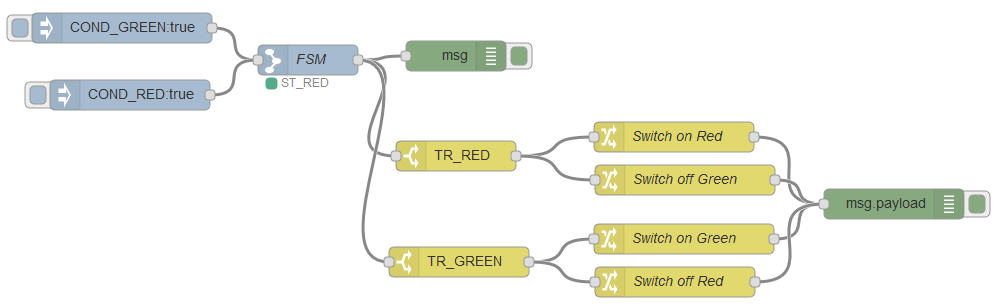 COND_GREEN:true
COND_RED:true
FSM
ST_RED
msg
TR_RED
TR_GREEN
Switch on Red
Switch off Green
Switch on Green
Switch off Red
msg.payload